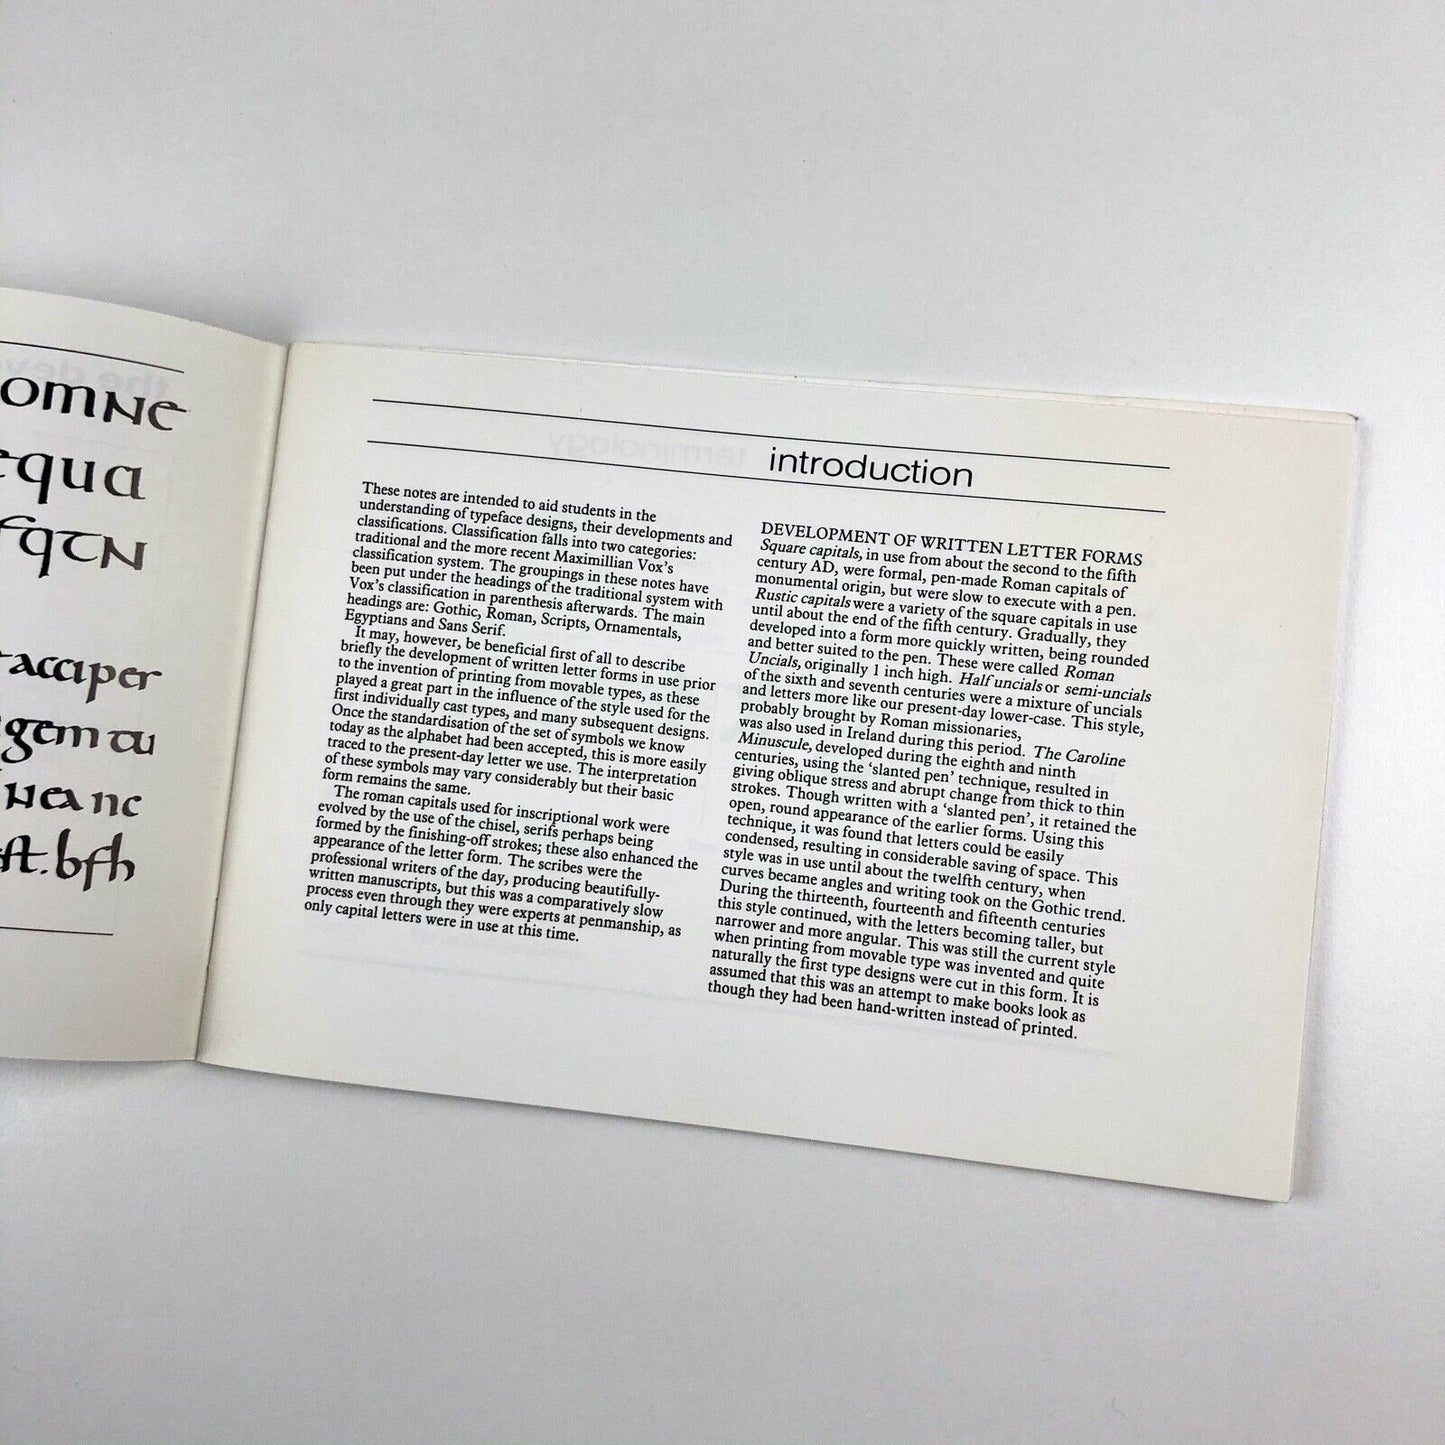 omne
equa
fqtn
accıper
gem tu
nea ne
st. bfh
introduction
These notes are intended to aid students in the
understanding of typeface designs, their developments and
classifications. Classification falls into two categories:
traditional and the more recent Maximillian Vox's
classification system. The groupings in these notes have
been put under the headings of the traditional system with
Vox's classification in parenthesis afterwards. The main
headings are: Gothic, Roman, Scripts, Ornamentals,
Egyptians and Sans Serif.
It may, however, be beneficial first of all to describe
briefly the development of written letter forms in use prior
to the invention of printing from movable types, as these
played a great part in the influence of the style used for the
first individually cast types, and many subsequent designs.
Once the standardisation of the set of symbols we know
today as the alphabet had been accepted, this is more easily
traced to the present-day letter we use. The interpretation
of these symbols may vary considerably but their basic
form remains the same.
The roman capitals used for inscriptional work were
evolved by the use of the chisel, serifs perhaps being
formed by the finishing-off strokes; these also enhanced the
appearance of the letter form. The scribes were the
professional writers of the day, producing beautifully-
written manuscripts, but this was a comparatively slow
process even through they were experts at penmanship, as
only capital letters were in use at this time.
DEVELOPMENT OF WRITTEN LETTER FORMS
Square capitals, in use from about the second to the fifth
century AD, were formal, pen-made Roman capitals of
monumental origin, but were slow to execute with a pen.
Rustic capitals were a variety of the square capitals in use
until about the end of the fifth century. Gradually, they
developed into a form more quickly written, being rounded
and better suited to the pen. These were called Roman
Uncials, originally 1 inch high. Half uncials or semi-uncials
of the sixth and seventh centuries were a mixture of uncials
and letters more like our present-day lower-case. This style,
probably brought by Roman missionaries,
was also used in Ireland during this period. The Caroline
Minuscule, developed during the eighth and ninth
centuries, using the 'slanted pen' technique, resulted in
giving oblique stress and abrupt change from thick to thin
strokes. Though written with a 'slanted pen', it retained the
open, round appearance of the earlier forms. Using this
technique, it was found that letters could be easily
condensed, resulting in considerable saving of space. This
style was in use until about the twelfth century, when
curves became angles and writing took on the Gothic trend.
During the thirteenth, fourteenth and fifteenth centuries
this style continued, with the letters becoming taller, but
narrower and more angular. This was still the current style
when printing from movable type was invented and quite
naturally the first type designs were cut in this form. It is
assumed that this was an attempt to make books look as
though they had been hand-written instead of printed.